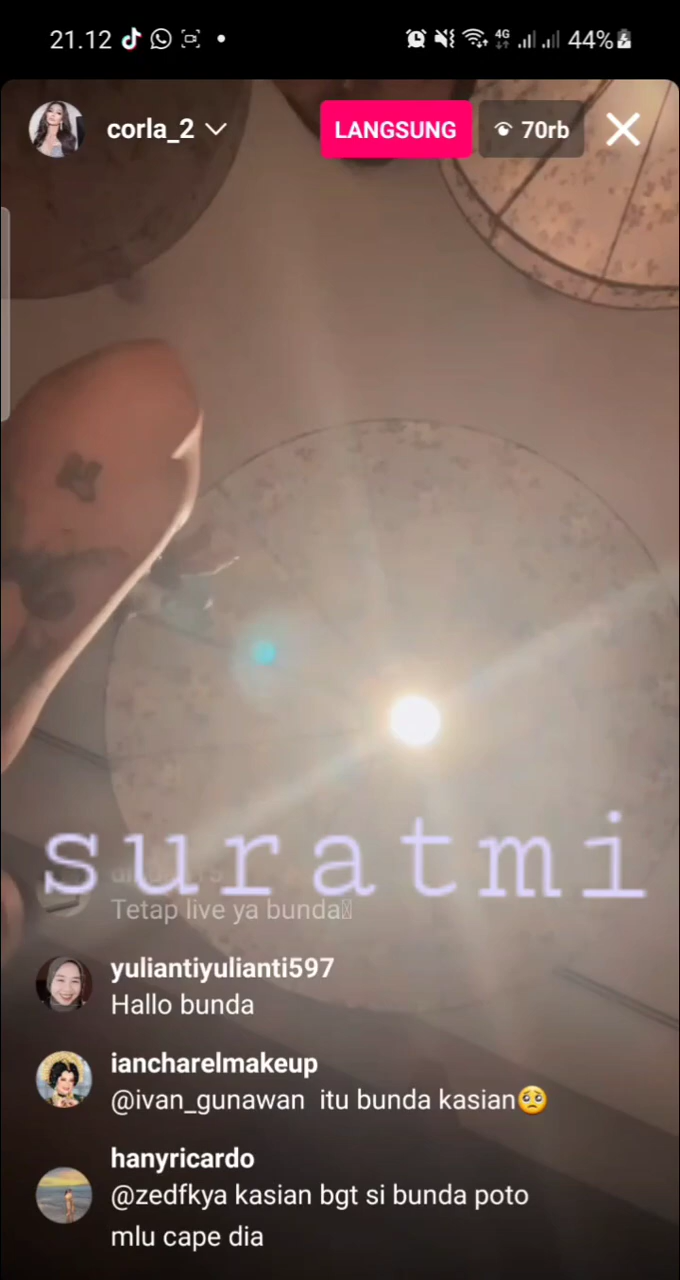 21.12
4G
44%
corla_2
LANGSUNG
70rb
suratmi
Tetap live ya bunda
yuliantiyulianti597
Hallo bunda
iancharelmakeup
@ivan_gunawan itu bunda kasian🥺
hanyricardo
@zedfkya kasian bgt si bunda poto
mlu cape dia